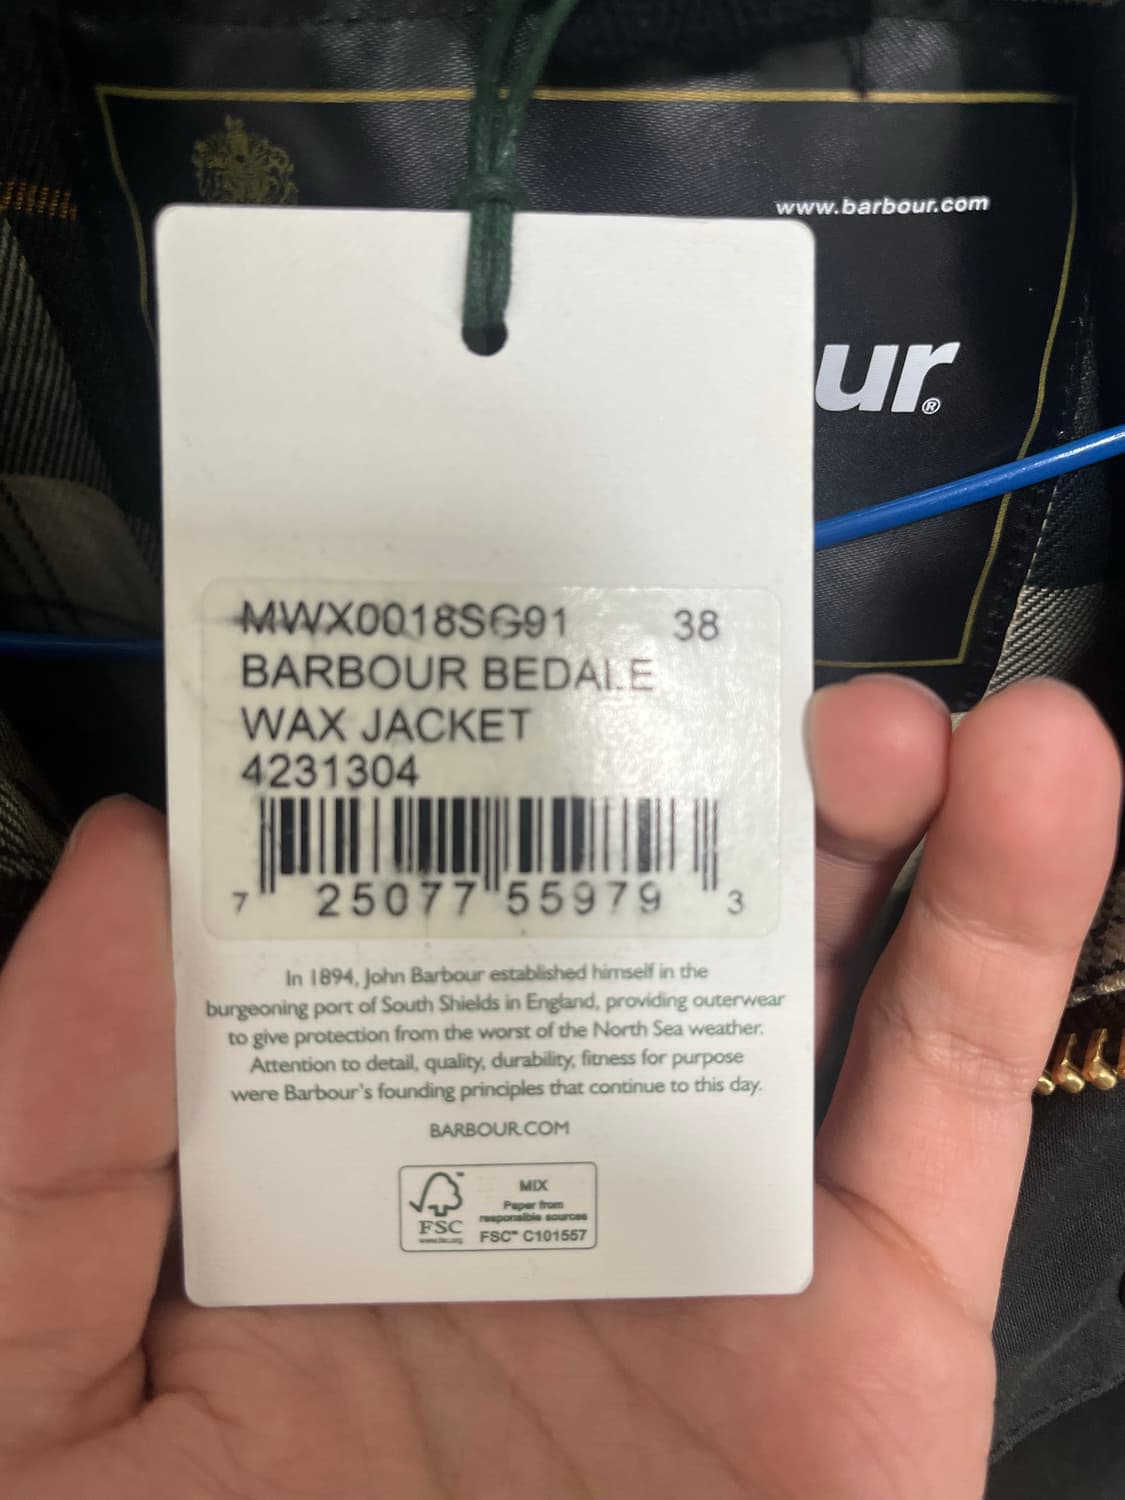 www.barbour.com
ur®
MWX0018SG91 38
BARBOUR BEDALE
WAX JACKET
4231304
7 25077 55979 3
In 1894, John Barbour established himself in the
burgeoning port of South Shields in England, providing outerwear
to give protection from the worst of the North Sea weather.
Attention to detail, quality, durability, fitness for purpose
were Barbour's founding principles that continue to this day.
BARBOUR.COM
FSC™
www.fsc.org
MIX
Paper from
responsible sources
FSC™ C101557